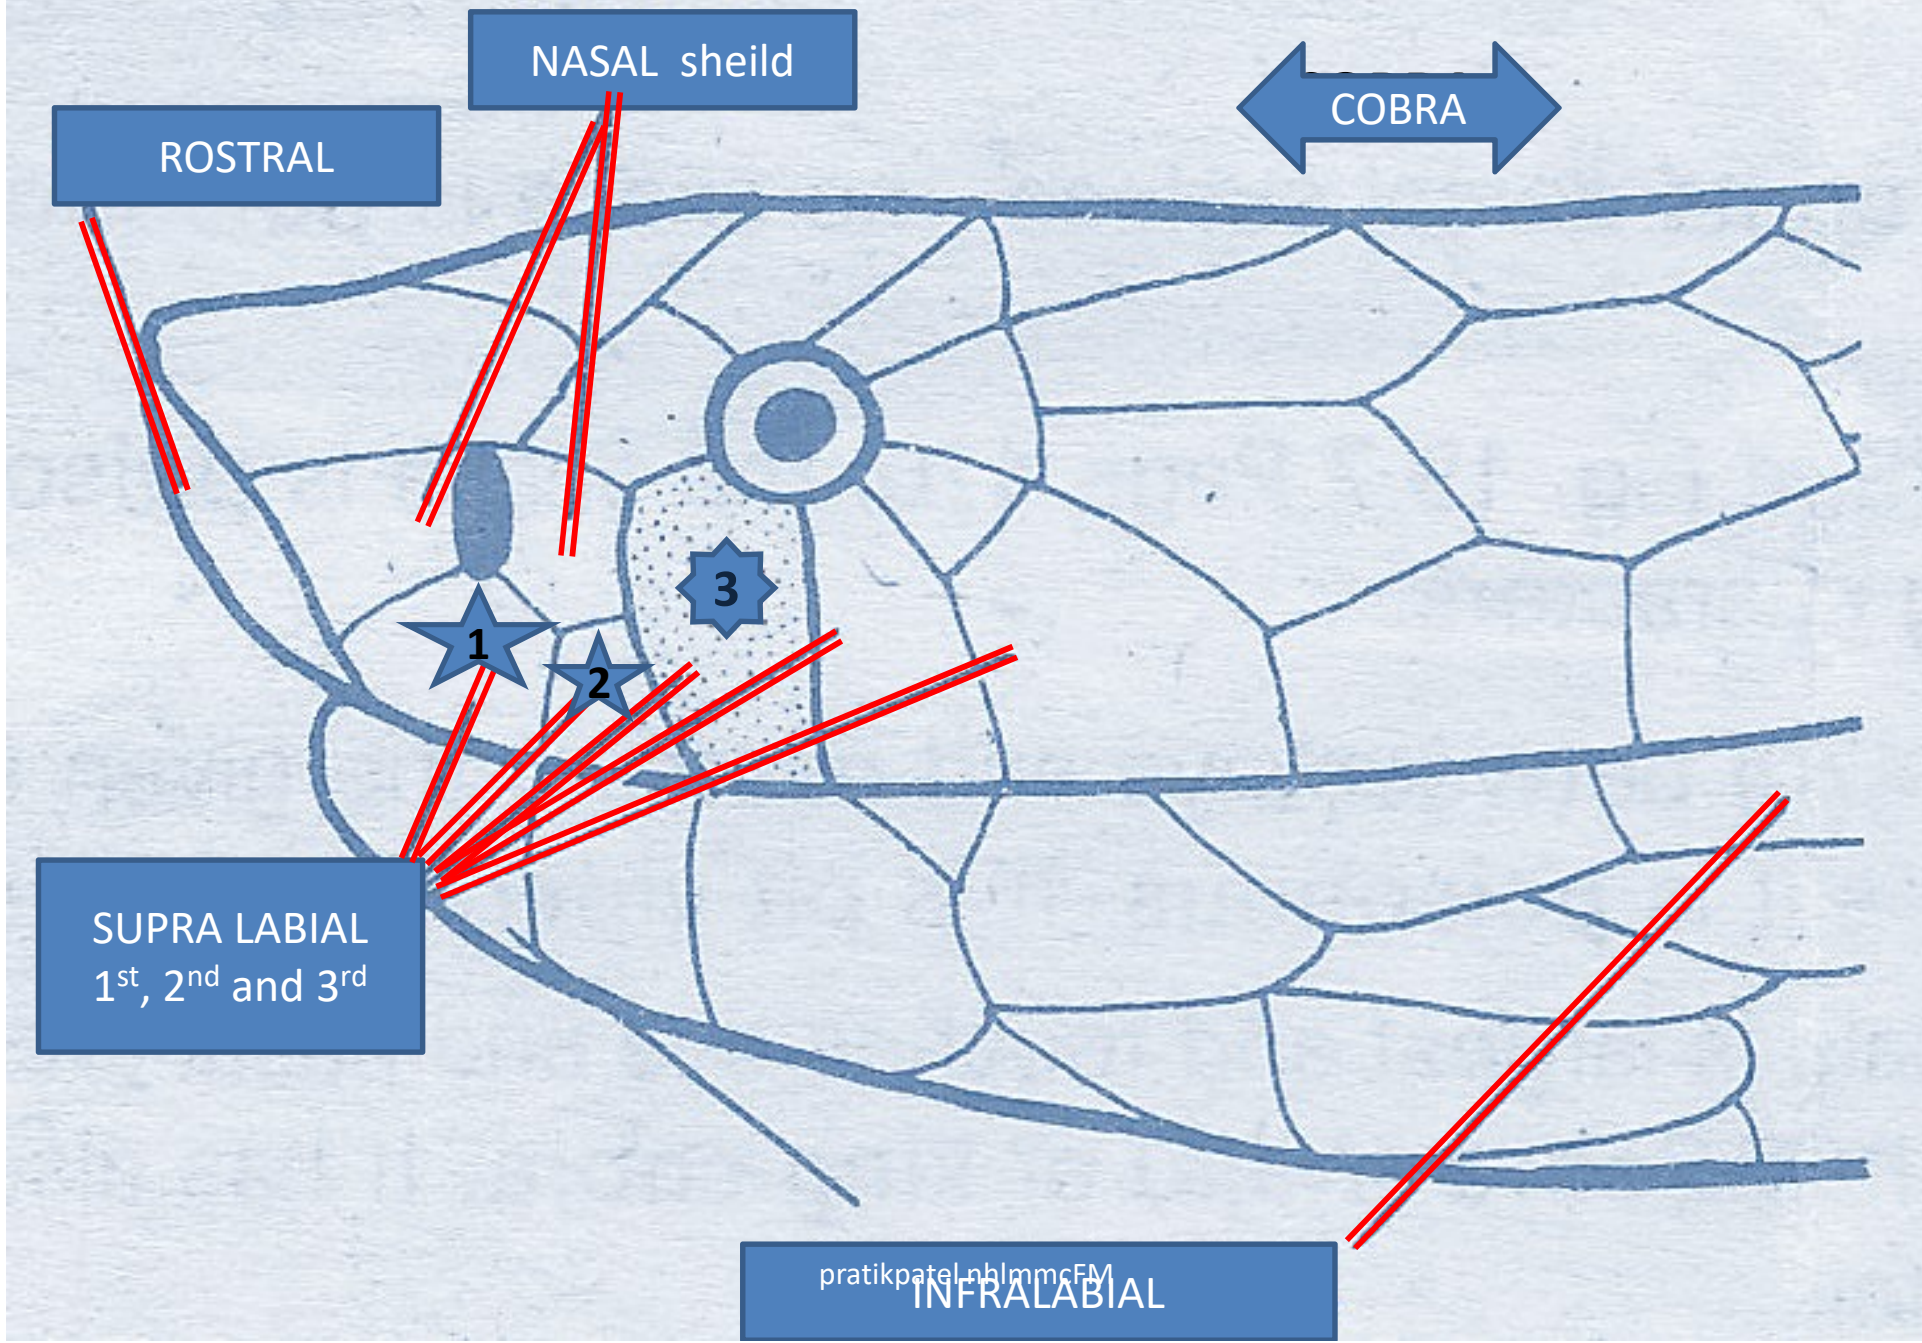 NASAL sheild
COBRA
ROSTRAL
1
2
3
SUPRA LABIAL
1st, 2nd and 3rd
pratikpatel nhlmmcFM
INFRALABIAL